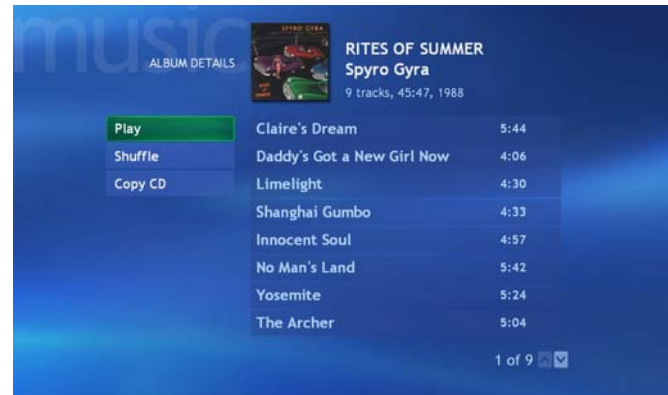 music
ALBUM DETAILS
SPYRO GYRA
RITES OF SUMMER
Spyro Gyra
9 tracks, 45:47, 1988
Play
Shuffle
Copy CD
Claire's Dream 5:44
Daddy's Got a New Girl Now 4:06
Limelight 4:30
Shanghai Gumbo 4:33
Innocent Soul 4:57
No Man's Land 5:42
Yosemite 5:24
The Archer 5:04
1 of 9